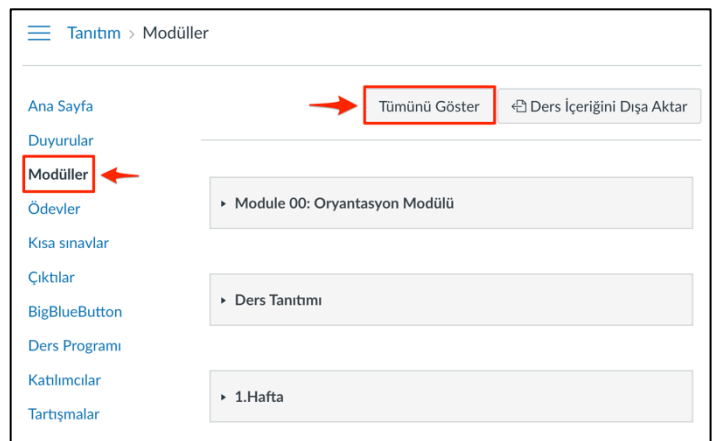 Tanıtım > Modüller
Tümünü Göster
Ders İçeriğini Dışa Aktar
Ana Sayfa
Duyurular
Modüller
Ödevler
Kısa sınavlar
Çıktılar
BigBlueButton
Ders Programı
Katılımcılar
Tartışmalar
Module 00: Oryantasyon Modülü
Ders Tanıtımı
1.Hafta